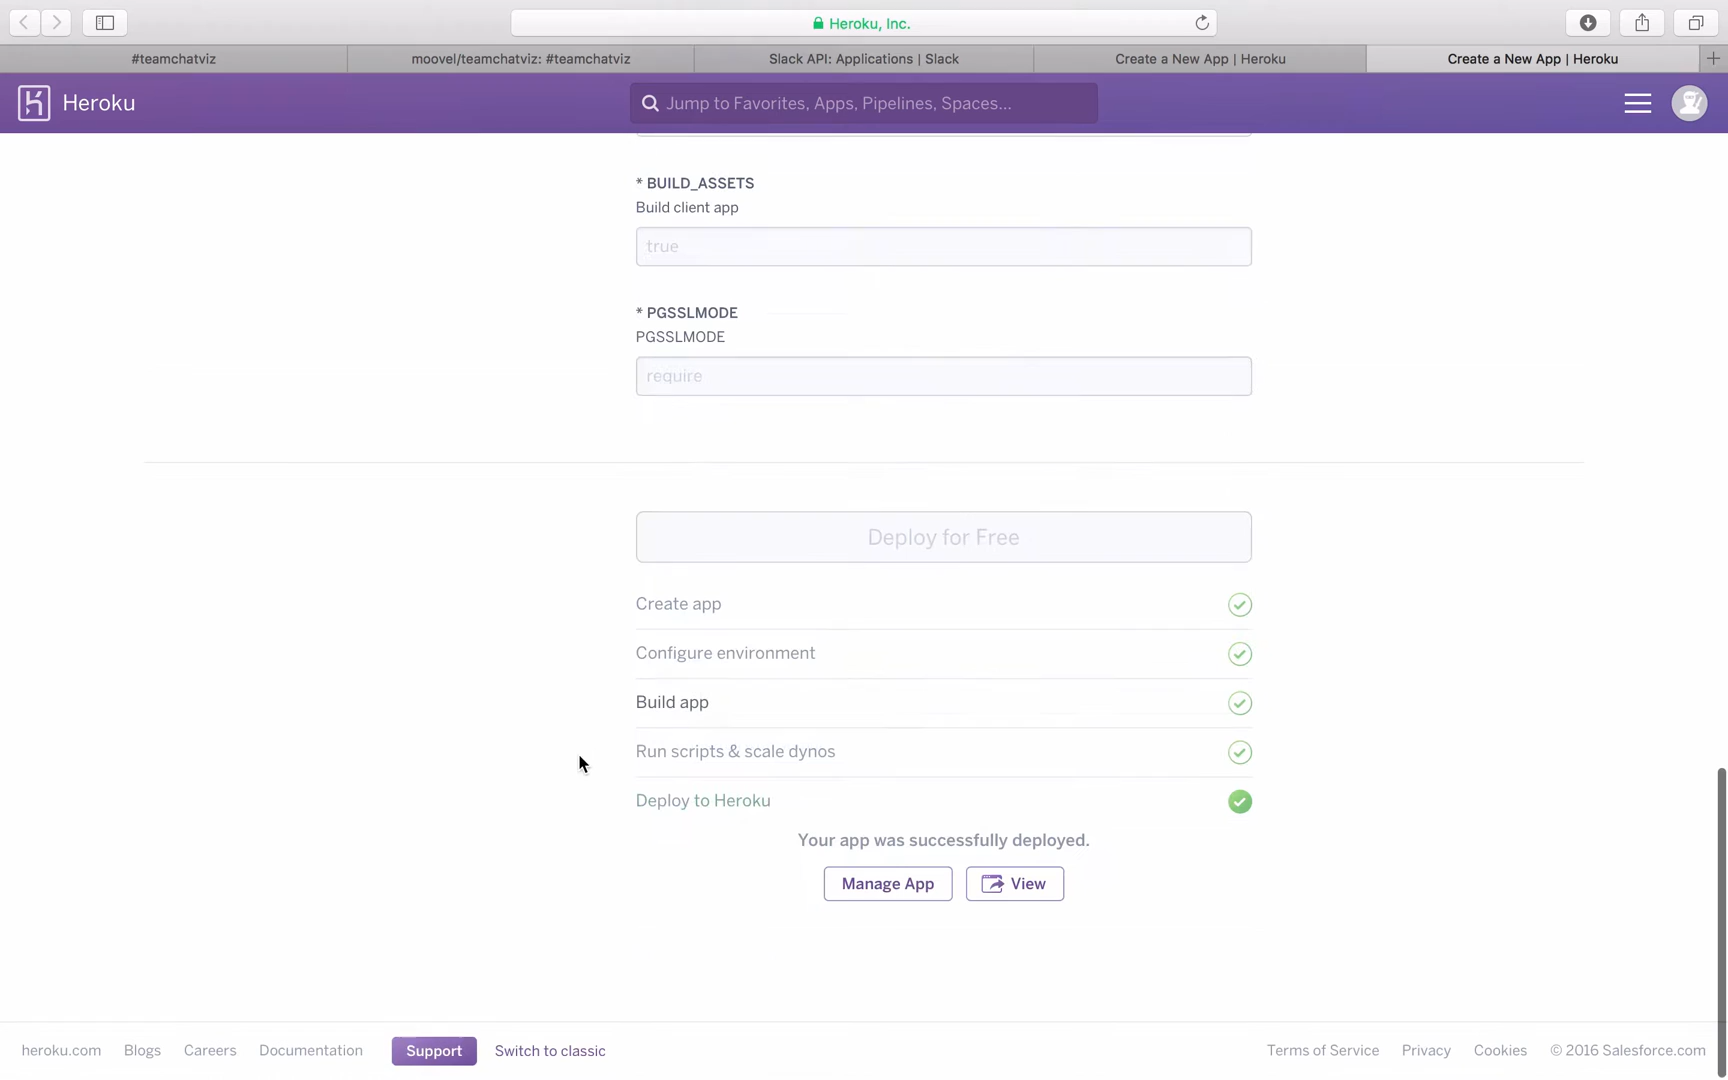 Heroku, Inc.
#teamchatviz
moovel/teamchatviz: #teamchatviz
Slack API: Applications | Slack
Create a New App | Heroku
Create a New App | Heroku
Heroku
Jump to Favorites, Apps, Pipelines, Spaces...
* BUILD_ASSETS
Build client app
true
* PGSSLMODE
PGSSLMODE
require
Deploy for Free
Create app
Configure environment
Build app
Run scripts & scale dynos
Deploy to Heroku
Your app was successfully deployed.
Manage App
View
heroku.com
Blogs
Careers
Documentation
Support
Switch to classic
Terms of Service
Privacy
Cookies
© 2016 Salesforce.com